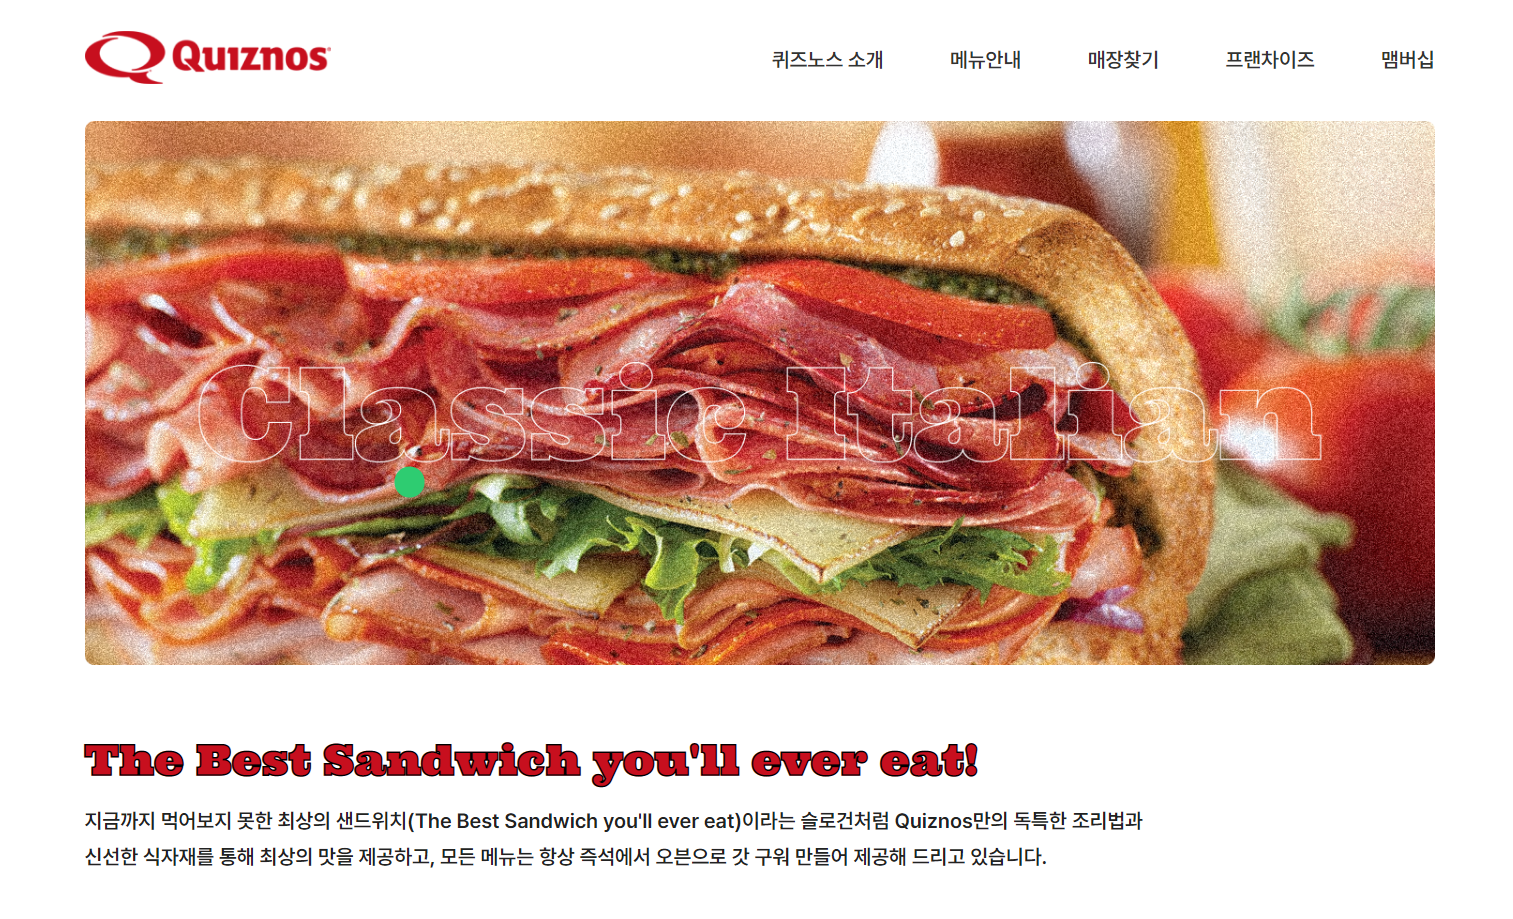 Quiznos
퀴즈노스 소개 메뉴안내 매장찾기 프랜차이즈 맴버십
Classic Italian
The Best Sandwich you'll ever eat!
지금까지 먹어보지 못한 최상의 샌드위치(The Best Sandwich you'll ever eat)이라는 슬로건처럼 Quiznos만의 독특한 조리법과
신선한 식자재를 통해 최상의 맛을 제공하고, 모든 메뉴는 항상 즉석에서 오븐으로 갓 구워 만들어 제공해 드리고 있습니다.